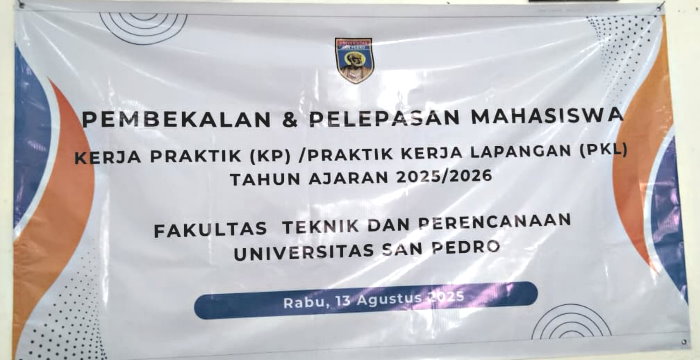 PEMBEKALAN & PELEPASAN MAHASISWA
KERJA PRAKTIK (KP) /PRAKTIK KERJA LAPANGAN (PKL)
TAHUN AJARAN 2025/2026
FAKULTAS TEKNIK DAN PERENCANAAN
UNIVERSITAS SAN PEDRO
Rabu, 13 Agustus 2025